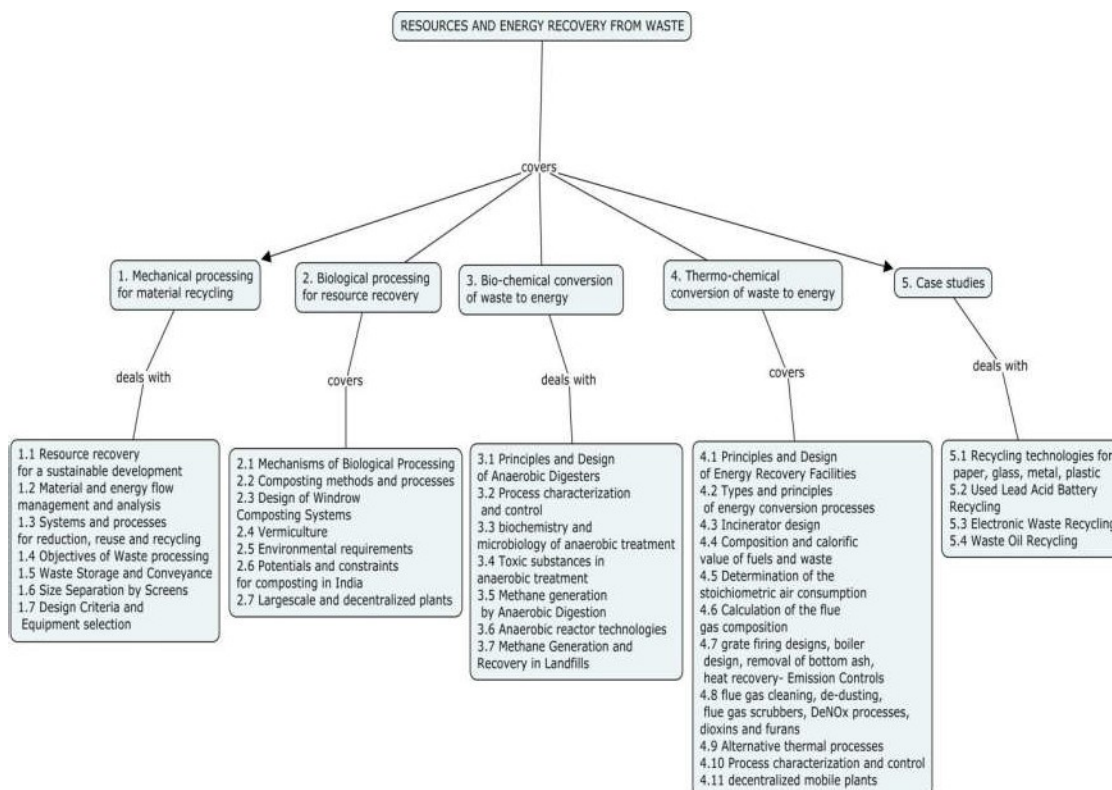 RESOURCES AND ENERGY RECOVERY FROM WASTE
covers
1. Mechanical processing
for material recycling
2. Biological processing
for resource recovery
3. Bio-chemical conversion
of waste to energy
4. Thermo-chemical
conversion of waste to energy
5. Case studies
deals with
covers
deals with
covers
deals with
1.1 Resource recovery
for a sustainable development
1.2 Material and energy flow
management and analysis
1.3 Systems and processes
for reduction, reuse and recycling
1.4 Objectives of Waste processing
1.5 Waste Storage and Conveyance
1.6 Size Separation by Screens
1.7 Design Criteria and
Equipment selection
2.1 Mechanisms of Biological Processing
2.2 Composting methods and processes
2.3 Design of Windrow
Composting Systems
2.4 Vermiculture
2.5 Environmental requirements
2.6 Potentials and constraints
for composting in India
2.7 Largescale and decentralized plants
3.1 Principles and Design
of Anaerobic Digesters
3.2 Process characterization
and control
3.3 biochemistry and
microbiology of anaerobic treatment
3.4 Toxic substances in
anaerobic treatment
3.5 Methane generation
by Anaerobic Digestion
3.6 Anaerobic reactor technologies
3.7 Methane Generation and
Recovery in Landfills
4.1 Principles and Design
of Energy Recovery Facilities
4.2 Types and principles
of energy conversion processes
4.3 Incinerator design
4.4 Composition and calorific
value of fuels and waste
4.5 Determination of the
stoichiometric air consumption
4.6 Calculation of the flue
gas composition
4.7 grate firing designs, boiler
design, removal of bottom ash,
heat recovery- Emission Controls
4.8 flue gas cleaning, de-dusting,
flue gas scrubbers, DeNOx processes,
dioxins and furans
4.9 Alternative thermal processes
4.10 Process characterization and control
4.11 decentralized mobile plants
5.1 Recycling technologies for
paper, glass, metal, plastic
5.2 Used Lead Acid Battery
Recycling
5.3 Electronic Waste Recycling
5.4 Waste Oil Recycling